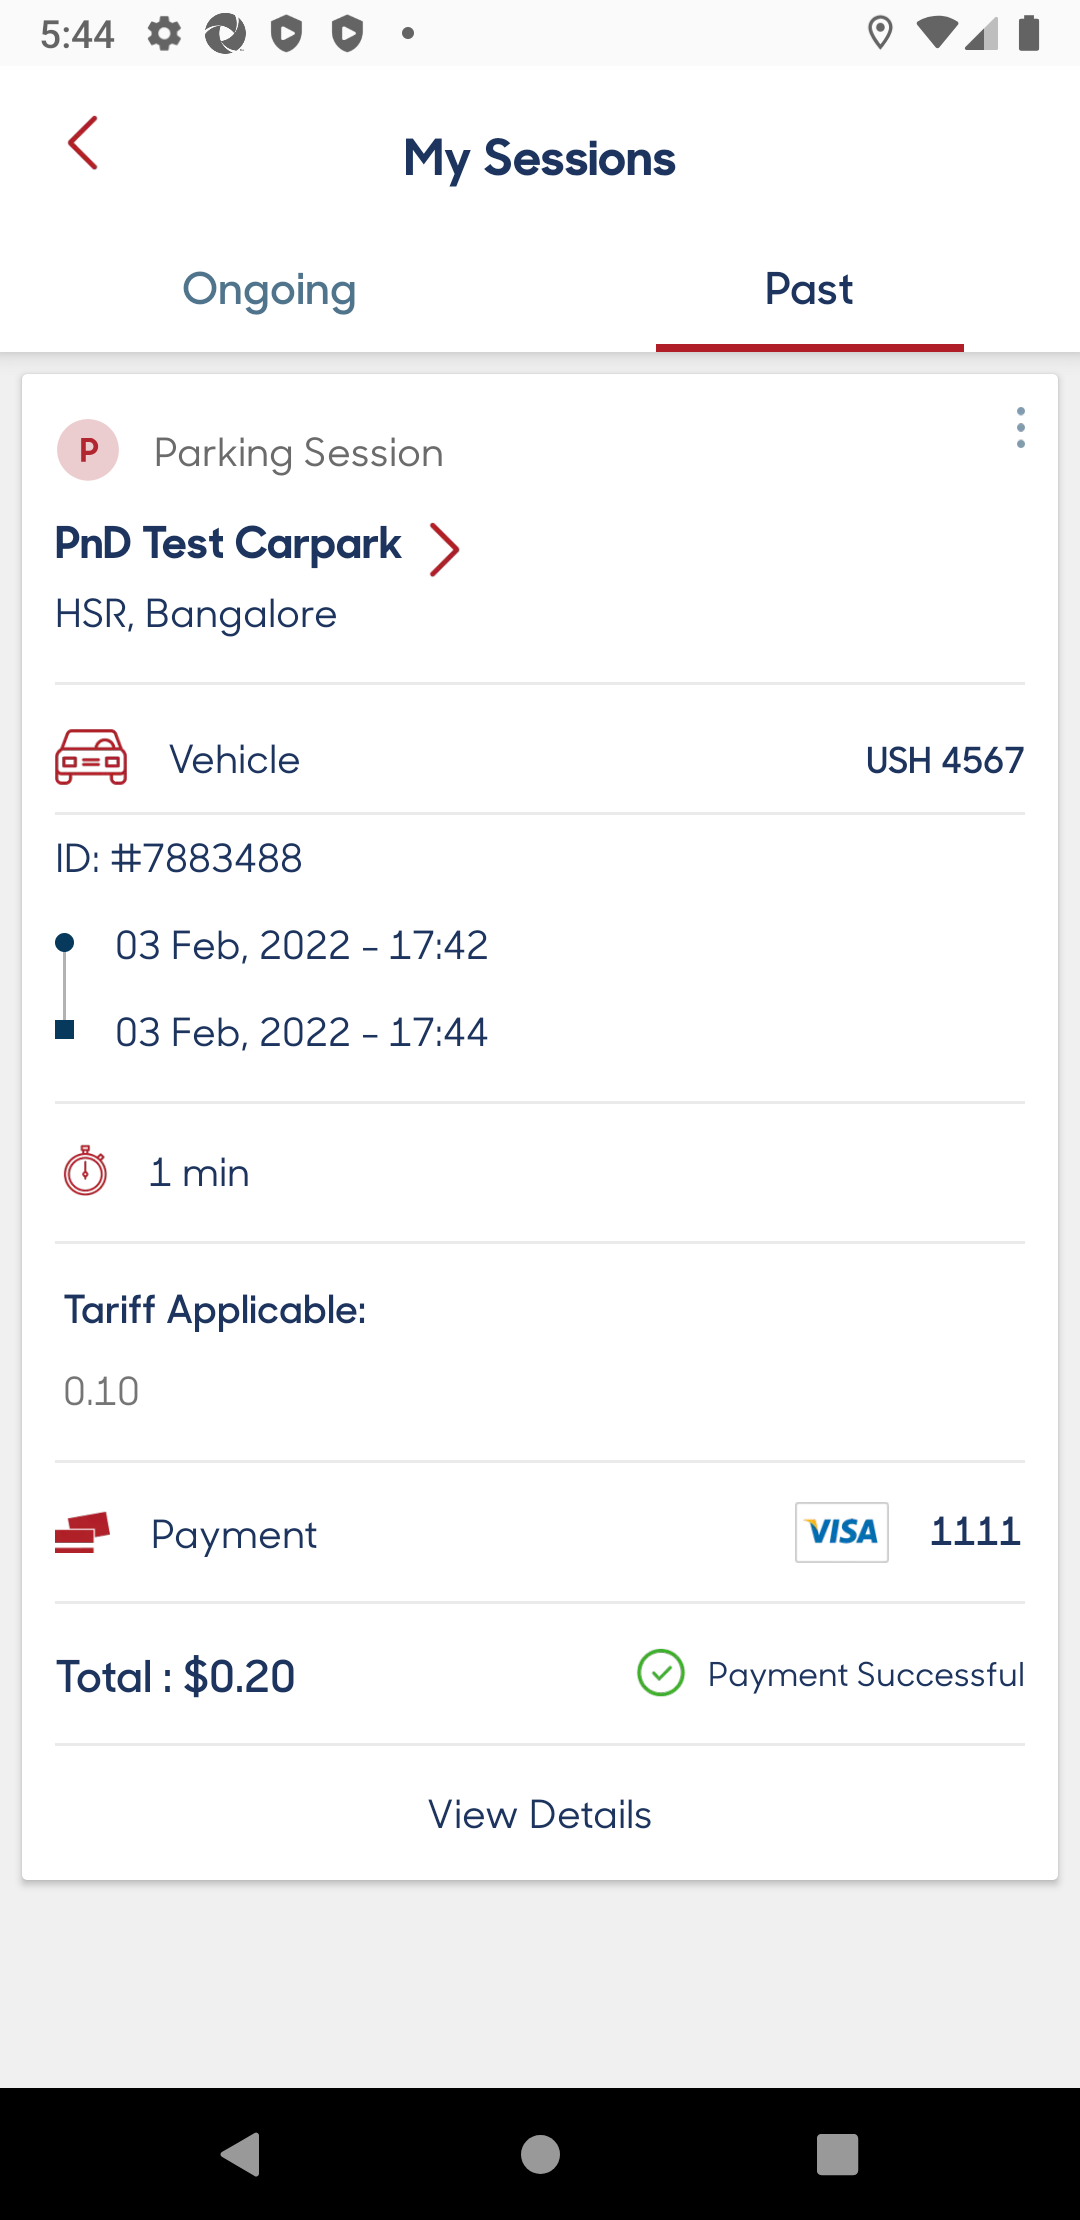 5:44
My Sessions
Ongoing
Past
P Parking Session
PnD Test Carpark
HSR, Bangalore
Vehicle
USH 4567
ID: #7883488
03 Feb, 2022 - 17:42
03 Feb, 2022 - 17:44
1 min
Tariff Applicable:
0.10
Payment
VISA 1111
Total : $0.20
Payment Successful
View Details